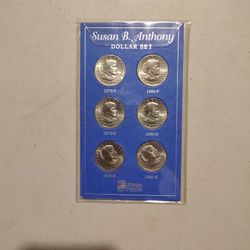 Susan B. Anthony
DOLLAR SET
1979-P 1980-P
1979-D 1980-D
1979-S 1980-S